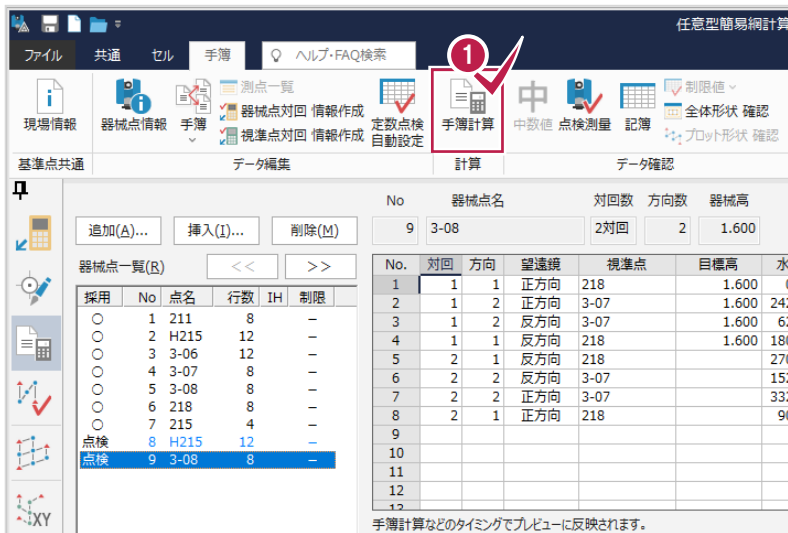 任意型簡易網計算
ファイル 共通 セル 手簿 ヘルプ・FAQ検索
1
現場情報 器械点情報 手簿 測点一覧 器械点対回 情報作成 視準点対回 情報作成 定数点検 自動設定 手簿計算 中数値 点検測量 記簿 制限値 全体形状 確認 プロット形状 確認
基準点共通 データ編集 計算 データ確認
追加(A)... 挿入(I)... 削除(M)
器械点一覧(R) << >>
採用 No 点名 行数 IH 制限
○ 1 211 8 –
○ 2 H215 12 –
○ 3 3-06 12 –
○ 4 3-07 8 –
○ 5 3-08 8 –
○ 6 218 8 –
○ 7 215 4 –
点検 8 H215 12 –
点検 9 3-08 8 –
No 器械点名 対回数 方向数 器械高
9 3-08 2対回 2 1.600
No. 対回 方向 望遠鏡 視準点 目標高 水
1 1 1 正方向 218 1.600 0
2 1 2 正方向 3-07 1.600 242
3 1 2 反方向 3-07 1.600 62
4 1 1 反方向 218 1.600 180
5 2 1 反方向 218 270
6 2 2 反方向 3-07 152
7 2 2 正方向 3-07 332
8 2 1 正方向 218 90
9
10
11
12
13
手簿計算などのタイミングでプレビューに反映されます。
XY